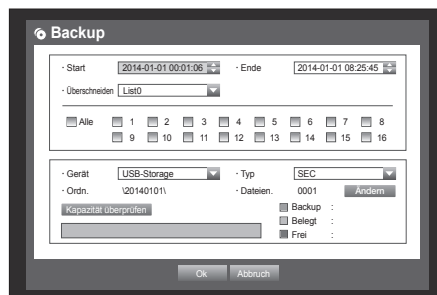 Backup
· Start 2014-01-01 00:01:06 · Ende 2014-01-01 08:25:45
· Überschneiden List0
Alle 1 2 3 4 5 6 7 8
9 10 11 12 13 14 15 16
· Gerät USB-Storage · Typ SEC
· Ordn. \20140101\ · Dateien. 0001 Ändern
Kapazität überprüfen Backup :
Belegt :
Frei :
Ok Abbruch